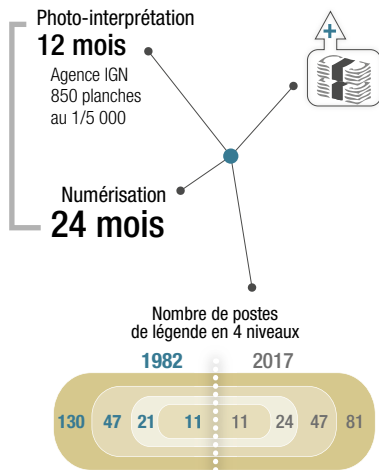 Photo-interprétation
12 mois
Agence IGN
850 planches
au 1/5 000
+
Numérisation
24 mois
Nombre de postes
de légende en 4 niveaux
1982 2017
130 47 21 11 11 24 47 81